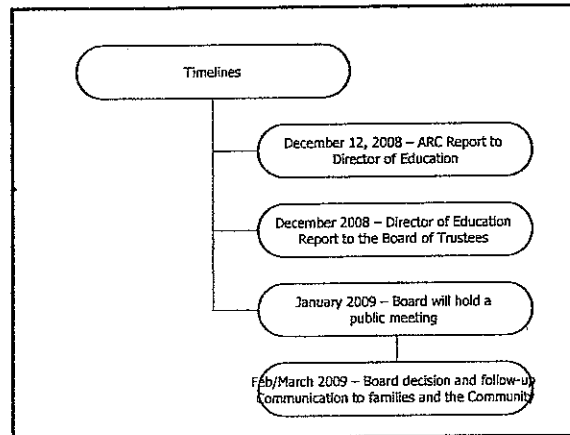 Timelines
December 12, 2008 – ARC Report to
Director of Education
December 2008 – Director of Education
Report to the Board of Trustees
January 2009 – Board will hold a
public meeting
Feb/March 2009 – Board decision and follow-up
Communication to families and the Community